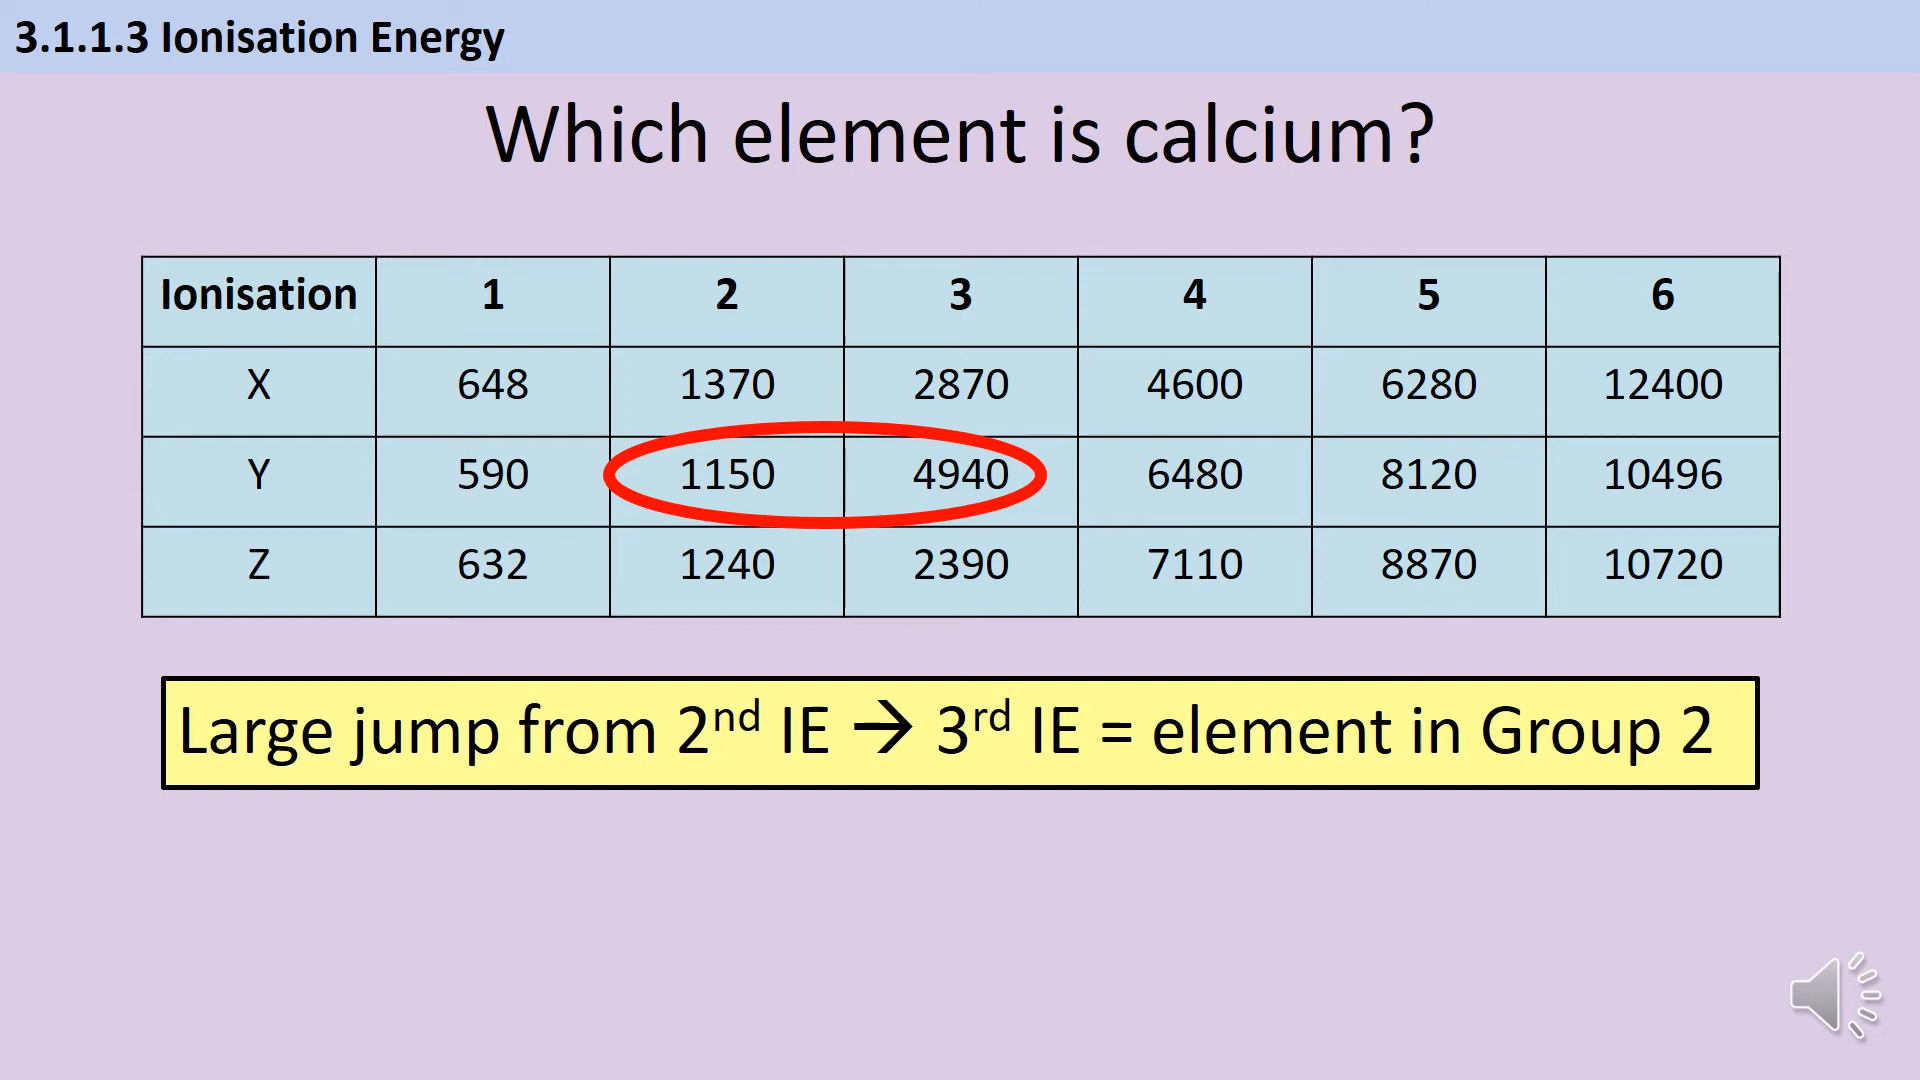 3.1.1.3 Ionisation Energy
Which element is calcium?
Ionisation 1 2 3 4 5 6
X 648 1370 2870 4600 6280 12400
Y 590 1150 4940 6480 8120 10496
Z 632 1240 2390 7110 8870 10720
Large jump from 2nd IE → 3rd IE = element in Group 2